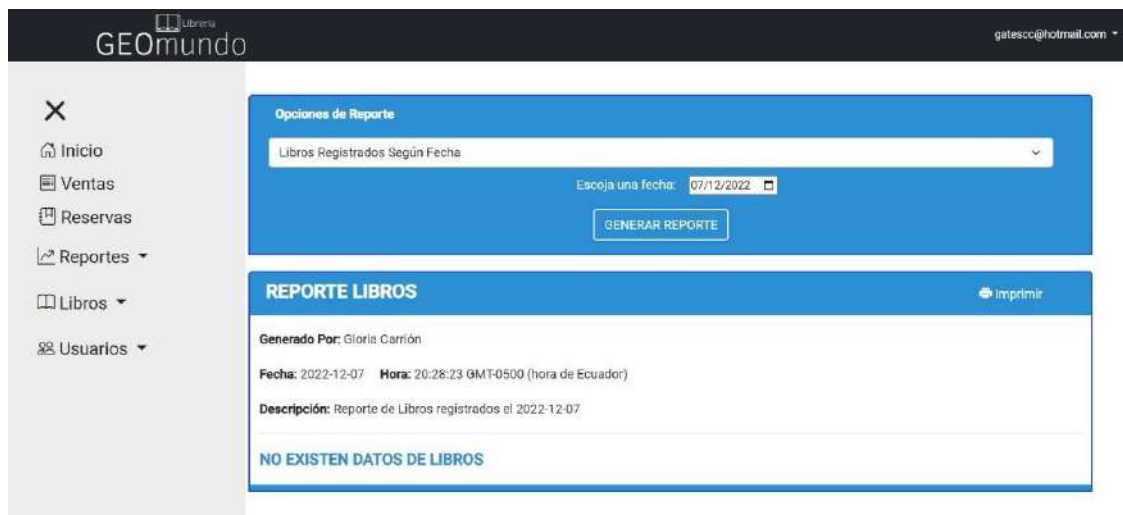 Librería
GEOmundo
gatescc@hotmail.com
Inicio
Ventas
Reservas
Reportes
Libros
Usuarios
Opciones de Reporte
Libros Registrados Según Fecha
Escoja una fecha: 07/12/2022
GENERAR REPORTE
REPORTE LIBROS
Imprimir
Generado Por: Gloria Carrión
Fecha: 2022-12-07 Hora: 20:28:23 GMT-0500 (hora de Ecuador)
Descripción: Reporte de Libros registrados el 2022-12-07
NO EXISTEN DATOS DE LIBROS